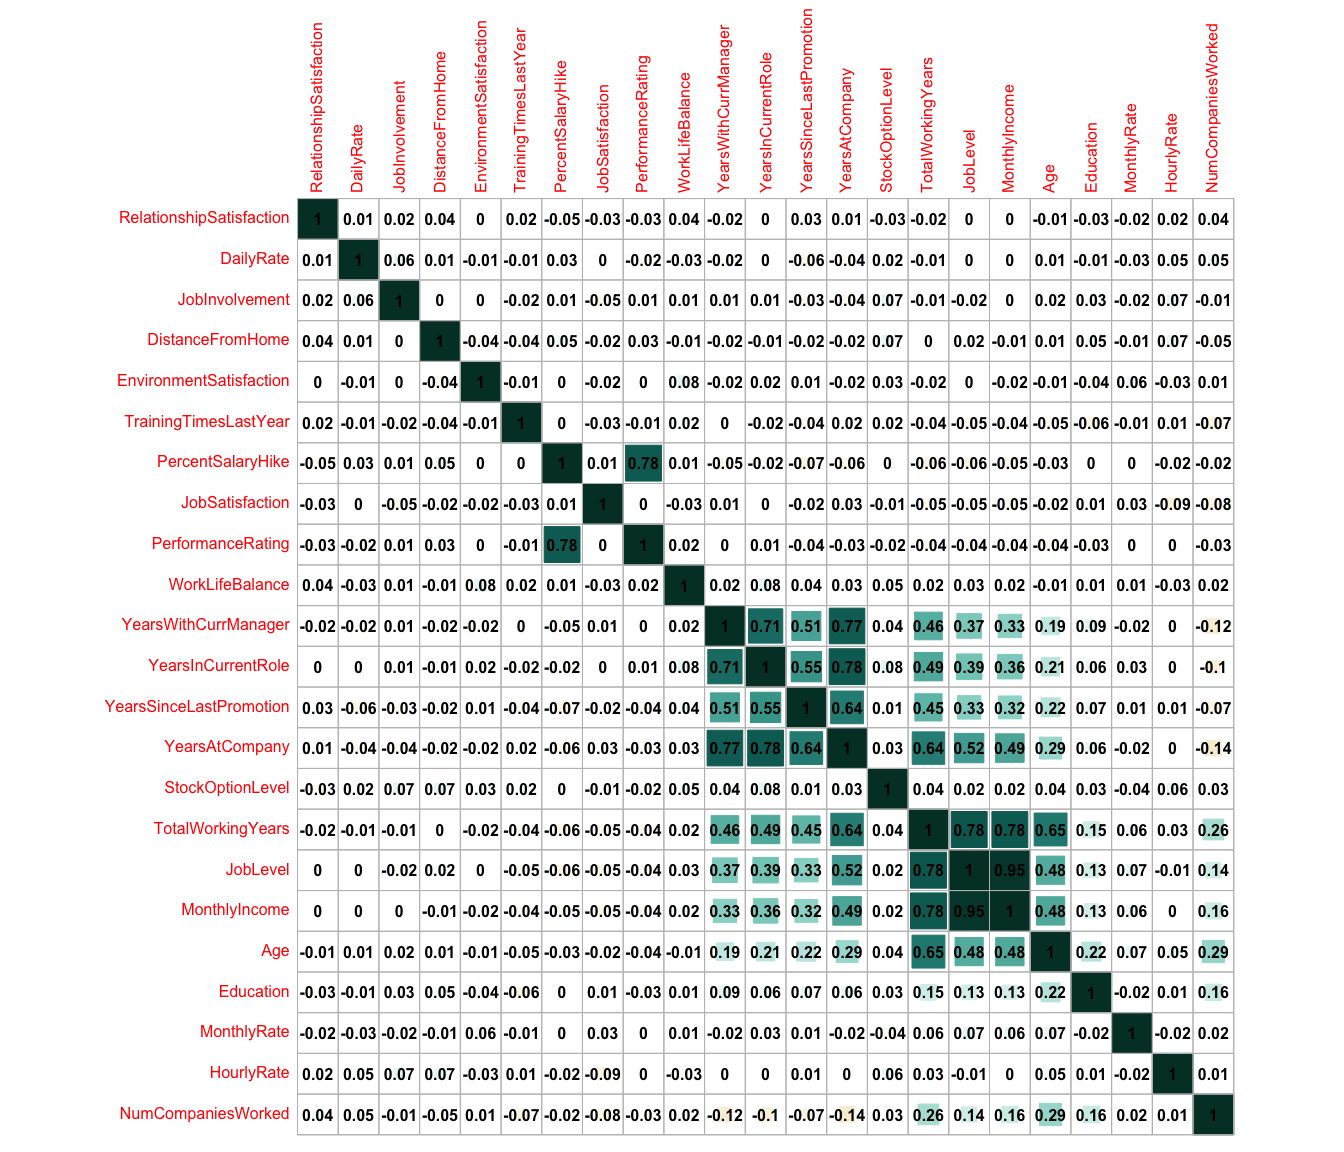 RelationshipSatisfaction DailyRate JobInvolvement DistanceFromHome EnvironmentSatisfaction TrainingTimesLastYear PercentSalaryHike JobSatisfaction PerformanceRating WorkLifeBalance YearsWithCurrManager YearsInCurrentRole YearsSinceLastPromotion YearsAtCompany StockOptionLevel TotalWorkingYears JobLevel MonthlyIncome Age Education MonthlyRate HourlyRate NumCompaniesWorked
RelationshipSatisfaction 1 0.01 0.02 0.04 0 0.02 -0.05 -0.03 -0.03 0.04 -0.02 0 0.03 0.01 -0.03 -0.02 0 0 -0.01 -0.03 -0.02 0.02 0.04
DailyRate 0.01 1 0.06 0.01 -0.01 -0.01 0.03 0 -0.02 -0.03 -0.02 0 -0.06 -0.04 0.02 -0.01 0 0 0.01 -0.01 -0.03 0.05 0.05
JobInvolvement 0.02 0.06 1 0 0 -0.02 0.01 -0.05 0.01 0.01 0.01 0.01 -0.03 -0.04 0.07 -0.01 -0.02 0 0.02 0.03 -0.02 0.07 -0.01
DistanceFromHome 0.04 0.01 0 1 -0.04 -0.04 0.05 -0.02 0.03 -0.01 -0.02 -0.01 -0.02 -0.02 0.07 0 0.02 -0.01 0.01 0.05 -0.01 0.07 -0.05
EnvironmentSatisfaction 0 -0.01 0 -0.04 1 -0.01 0 -0.02 0 0.08 -0.02 0.02 0.01 -0.02 0.03 -0.02 0 -0.02 -0.01 -0.04 0.06 -0.03 0.01
TrainingTimesLastYear 0.02 -0.01 -0.02 -0.04 -0.01 1 0 -0.03 -0.01 0.02 0 -0.02 -0.04 0.02 0.02 -0.04 -0.05 -0.04 -0.05 -0.06 -0.01 0.01 -0.07
PercentSalaryHike -0.05 0.03 0.01 0.05 0 0 1 0.01 0.78 0.01 -0.05 -0.02 -0.07 -0.06 0 -0.06 -0.06 -0.05 -0.03 0 0 -0.02 -0.02
JobSatisfaction -0.03 0 -0.05 -0.02 -0.02 -0.03 0.01 1 0 -0.03 0.01 0 -0.02 0.03 -0.01 -0.05 -0.05 -0.05 -0.02 0.01 0.03 -0.09 -0.08
PerformanceRating -0.03 -0.02 0.01 0.03 0 -0.01 0.78 0 1 0.02 0 0.01 -0.04 -0.03 -0.02 -0.04 -0.04 -0.04 -0.04 -0.03 0 0 -0.03
WorkLifeBalance 0.04 -0.03 0.01 -0.01 0.08 0.02 0.01 -0.03 0.02 1 0.02 0.08 0.04 0.03 0.05 0.02 0.03 0.02 -0.01 0.01 0.01 -0.03 0.02
YearsWithCurrManager -0.02 -0.02 0.01 -0.02 -0.02 0 -0.05 0.01 0 0.02 1 0.71 0.51 0.77 0.04 0.46 0.37 0.33 0.19 0.09 -0.02 0 -0.12
YearsInCurrentRole 0 0 0.01 -0.01 0.02 -0.02 -0.02 0 0.01 0.08 0.71 1 0.55 0.78 0.08 0.49 0.39 0.36 0.21 0.06 0.03 0 -0.1
YearsSinceLastPromotion 0.03 -0.06 -0.03 -0.02 0.01 -0.04 -0.07 -0.02 -0.04 0.04 0.51 0.55 1 0.64 0.01 0.45 0.33 0.32 0.22 0.07 0.01 0.01 -0.07
YearsAtCompany 0.01 -0.04 -0.04 -0.02 -0.02 0.02 -0.06 0.03 -0.03 0.03 0.77 0.78 0.64 1 0.03 0.64 0.52 0.49 0.29 0.06 -0.02 0 -0.14
StockOptionLevel -0.03 0.02 0.07 0.07 0.03 0.02 0 -0.01 -0.02 0.05 0.04 0.08 0.01 0.03 1 0.04 0.02 0.02 0.04 0.03 -0.04 0.06 0.03
TotalWorkingYears -0.02 -0.01 -0.01 0 -0.02 -0.04 -0.06 -0.05 -0.04 0.02 0.46 0.49 0.45 0.64 0.04 1 0.78 0.78 0.65 0.15 0.06 0.03 0.26
JobLevel 0 0 -0.02 0.02 0 -0.05 -0.06 -0.05 -0.04 0.03 0.37 0.39 0.33 0.52 0.02 0.78 1 0.95 0.48 0.13 0.07 -0.01 0.14
MonthlyIncome 0 0 0 -0.01 -0.02 -0.04 -0.05 -0.05 -0.04 0.02 0.33 0.36 0.32 0.49 0.02 0.78 0.95 1 0.48 0.13 0.06 0 0.16
Age -0.01 0.01 0.02 0.01 -0.01 -0.05 -0.03 -0.02 -0.04 -0.01 0.19 0.21 0.22 0.29 0.04 0.65 0.48 0.48 1 0.22 0.07 0.05 0.29
Education -0.03 -0.01 0.03 0.05 -0.04 -0.06 0 0.01 -0.03 0.01 0.09 0.06 0.07 0.06 0.03 0.15 0.13 0.13 0.22 1 -0.02 0.01 0.16
MonthlyRate -0.02 -0.03 -0.02 -0.01 0.06 -0.01 0 0.03 0 0.01 -0.02 0.03 0.01 -0.02 -0.04 0.06 0.07 0.06 0.07 -0.02 1 -0.02 0.02
HourlyRate 0.02 0.05 0.07 0.07 -0.03 0.01 -0.02 -0.09 0 -0.03 0 0 0.01 0 0.06 0.03 -0.01 0 0.05 0.01 -0.02 1 0.01
NumCompaniesWorked 0.04 0.05 -0.01 -0.05 0.01 -0.07 -0.02 -0.08 -0.03 0.02 -0.12 -0.1 -0.07 -0.14 0.03 0.26 0.14 0.16 0.29 0.16 0.02 0.01 1